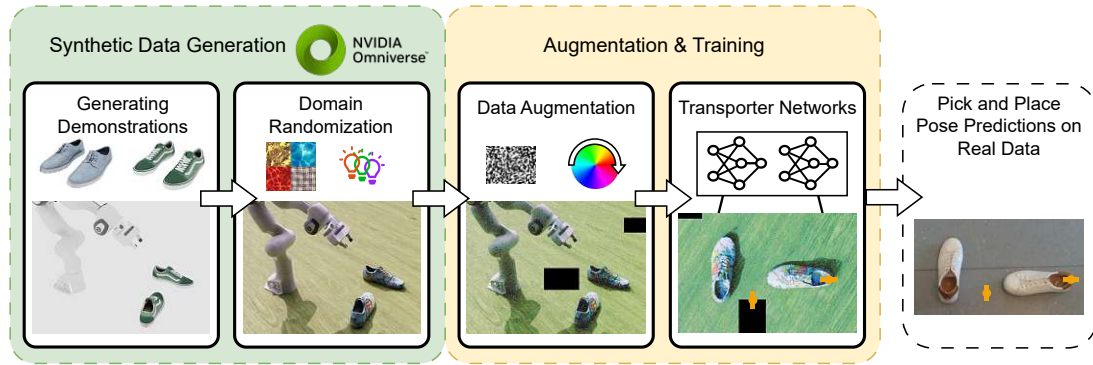 Synthetic Data Generation
NVIDIA
Omniverse™
Augmentation & Training
Generating
Demonstrations
Domain
Randomization
Data Augmentation
Transporter Networks
Pick and Place
Pose Predictions on
Real Data